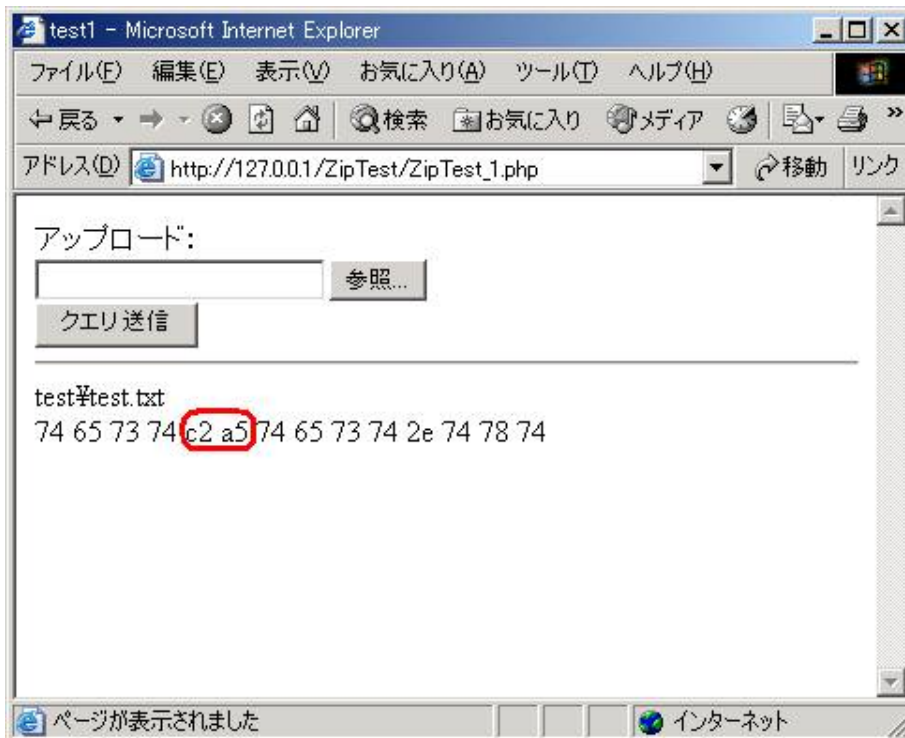 test1 - Microsoft Internet Explorer
ファイル(F) 編集(E) 表示(V) お気に入り(A) ツール(T) ヘルプ(H)
戻る 検索 お気に入り メディア »
アドレス(D) http://127.0.0.1/ZipTest/ZipTest_1.php 移動 リンク
アップロード:
参照...
クエリ送信
test¥test.txt
74 65 73 74 c2 a5 74 65 73 74 2e 74 78 74
ページが表示されました インターネット